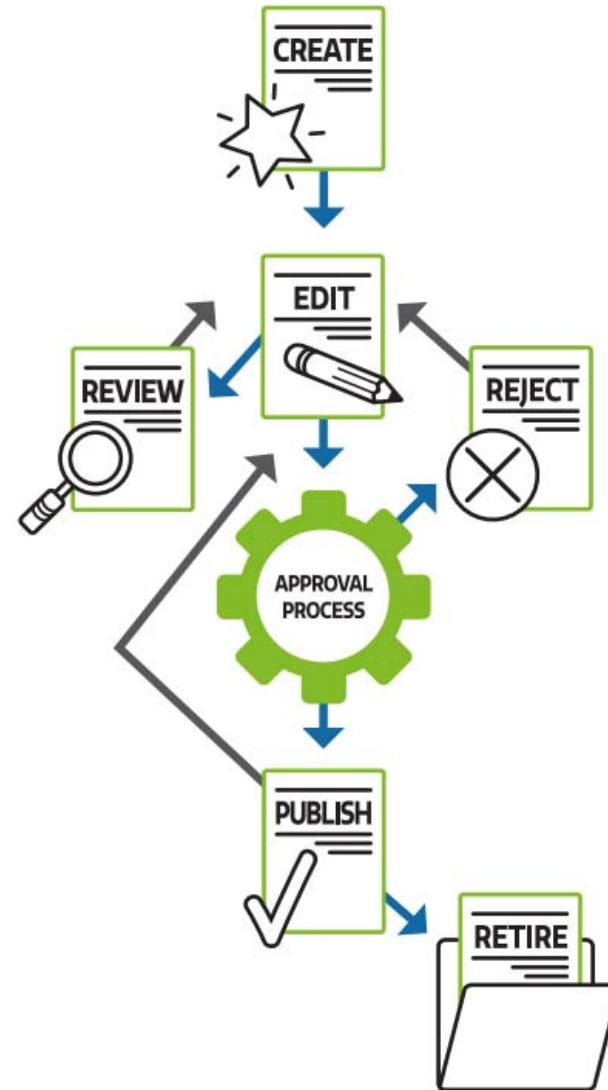 CREATE
EDIT
REVIEW
REJECT
APPROVAL
PROCESS
PUBLISH
RETIRE